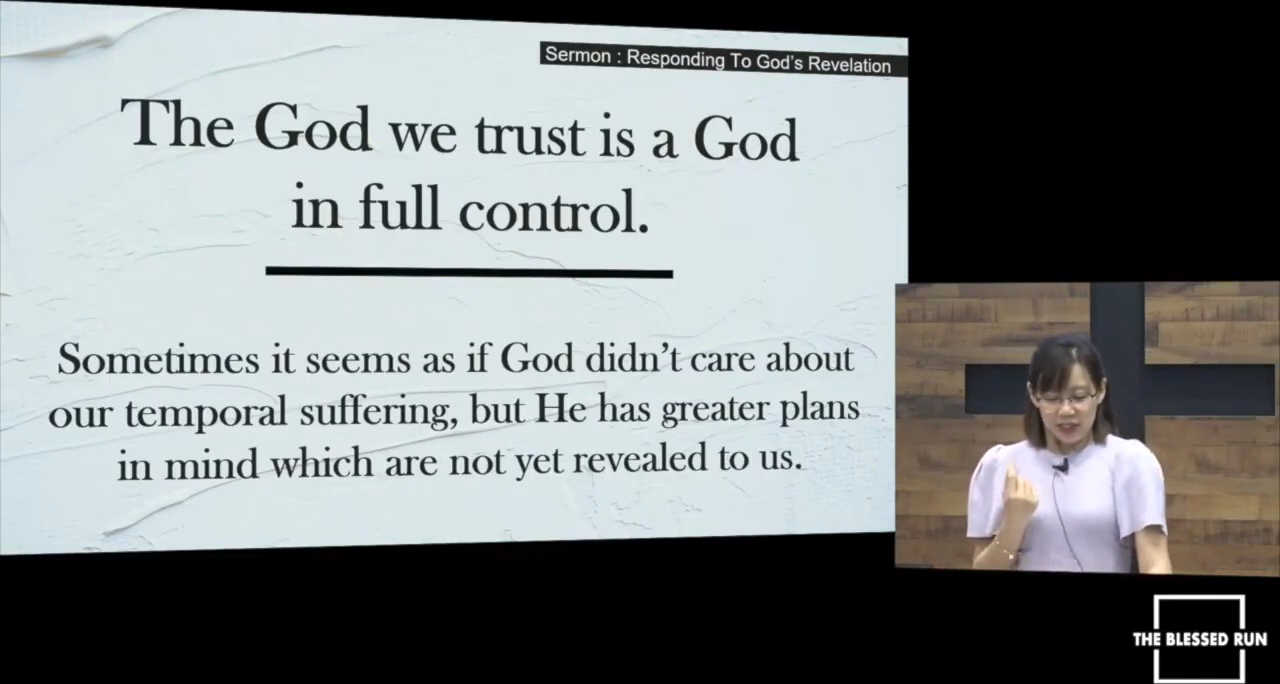 Sermon : Responding To God's Revelation
The God we trust is a God
in full control.
Sometimes it seems as if God didn't care about
our temporal suffering, but He has greater plans
in mind which are not yet revealed to us.
THE BLESSED RUN